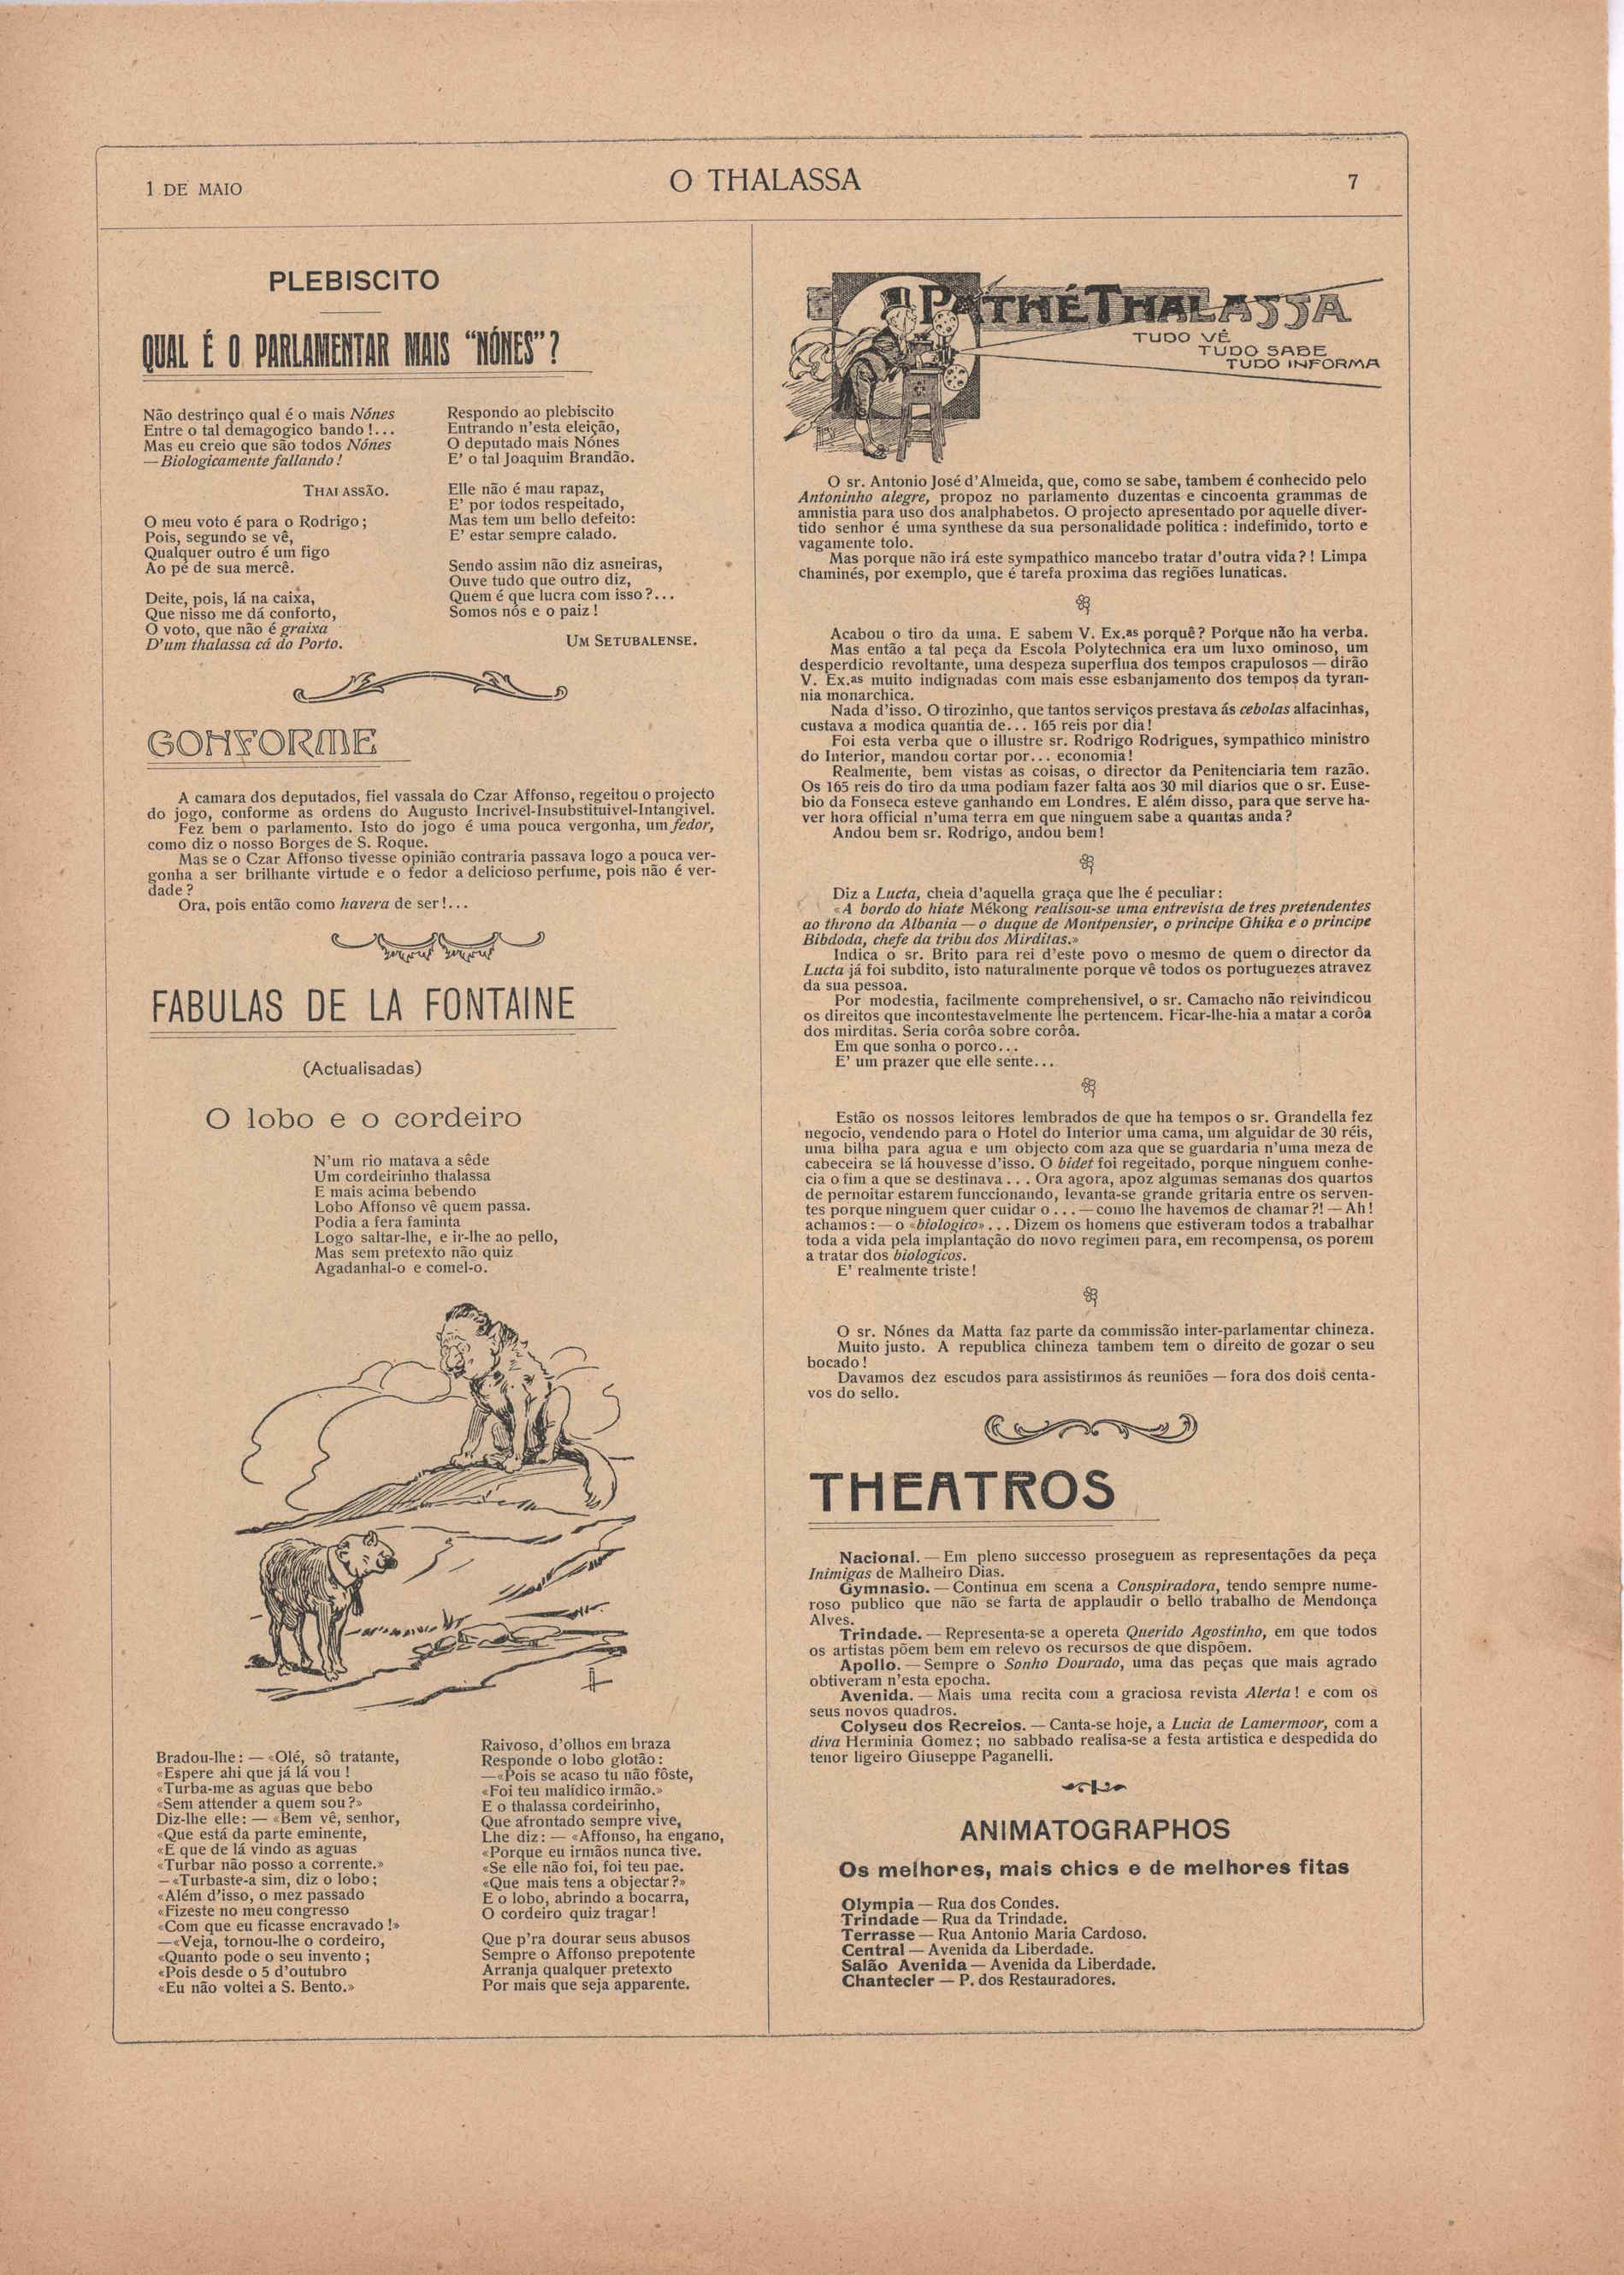 1 DE MAIO
O THALASSA
7
PLEBISCITO
QUAL É O PARLAMENTAR MAIS "NÓNES"?
Não destrinço qual é o mais Nónes
Entre o tal demagogico bando!...
Mas eu creio que são todos Nónes
—Biologicamente fallando!
THALASSÃO.
O meu voto é para o Rodrigo;
Pois, segundo se vê,
Qualquer outro é um figo
Ao pé de sua mercê.
Deite, pois, lá na caixa,
Que nisso me dá conforto,
O voto, que não é graixa
D'um thalassa cá do Porto.
Respondo ao plebiscito
Entrando n'esta eleição,
O deputado mais Nónes
E' o tal Joaquim Brandão.
Elle não é mau rapaz,
E' por todos respeitado,
Mas tem um bello defeito:
E' estar sempre calado.
Sendo assim não diz asneiras,
Ouve tudo que outro diz,
Quem é que lucra com isso?...
Somos nós e o paiz!
UM SETUBALENSE.
CONFORME
A camara dos deputados, fiel vassala do Czar Affonso, regeitou o projecto
do jogo, conforme as ordens do Augusto Incrivel-Insubstituivel-Intangivel.
Fez bem o parlamento. Isto do jogo é uma pouca vergonha, um fedor,
como diz o nosso Borges de S. Roque.
Mas se o Czar Affonso tivesse opinião contraria passava logo a pouca ver-
gonha a ser brilhante virtude e o fedor a delicioso perfume, pois não é ver-
dade?
Ora, pois então como havera de ser!...
FABULAS DE LA FONTAINE
(Actualisadas)
O lobo e o cordeiro
N'um rio matava a sêde
Um cordeirinho thalassa
E mais acima bebendo
Lobo Affonso vê quem passa.
Podia a fera faminta
Logo saltar-lhe, e ir-lhe ao pello,
Mas sem pretexto não quiz
Agadanhal-o e comel-o.
Bradou-lhe: — «Olé, sô tratante,
«Espere ahi que já lá vou!
«Turba-me as aguas que bebo
«Sem attender a quem sou?»
Diz-lhe elle: — «Bem vê, senhor,
«Que está da parte eminente,
«E que de lá vindo as aguas
«Turbar não posso a corrente.»
—«Turbaste-a sim, diz o lobo;
«Além d'isso, o mez passado
«Fizeste no meu congresso
«Com que eu ficasse encravado!»
—«Veja, tornou-lhe o cordeiro,
«Quanto pode o seu invento;
«Pois desde o 5 d'outubro
«Eu não voltei a S. Bento.»
Raivoso, d'olhos em braza
Responde o lobo glotão:
—«Pois se acaso tu não fôste,
«Foi teu malídico irmão.»
E o thalassa cordeirinho,
Que afrontado sempre vive,
Lhe diz: — «Affonso, ha engano,
«Porque eu irmãos nunca tive.
«Se elle não foi, foi teu pae.
«Que mais tens a objectar?»
E o lobo, abrindo a bocarra,
O cordeiro quiz tragar!
Que p'ra dourar seus abusos
Sempre o Affonso prepotente
Arranja qualquer pretexto
Por mais que seja apparente.
PATHÉ THALASSA
TUDO VÊ
TUDO SABE
TUDO INFORMA
O sr. Antonio José d'Almeida, que, como se sabe, tambem é conhecido pelo
Antoninho alegre, propoz no parlamento duzentas e cincoenta grammas de
amnistia para uso dos analphabetos. O projecto apresentado por aquelle diver-
tido senhor é uma synthese da sua personalidade politica: indefinido, torto e
vagamente tolo.
Mas porque não irá este sympathico mancebo tratar d'outra vida?! Limpa
chaminés, por exemplo, que é tarefa proxima das regiões lunaticas.
Acabou o tiro da uma. E sabem V. Ex.as porquê? Porque não ha verba.
Mas então a tal peça da Escola Polytechnica era um luxo ominoso, um
desperdicio revoltante, uma despeza superflua dos tempos crapulosos — dirão
V. Ex.as muito indignadas com mais esse esbanjamento dos tempos da tyran-
nia monarchica.
Nada d'isso. O tirozinho, que tantos serviços prestava ás cebolas alfacinhas,
custava a modica quantia de... 165 reis por dia!
Foi esta verba que o illustre sr. Rodrigo Rodrigues, sympathico ministro
do Interior, mandou cortar por... economia!
Realmente, bem vistas as coisas, o director da Penitenciaria tem razão.
Os 165 reis do tiro da uma podiam fazer falta aos 30 mil diarios que o sr. Euse-
bio da Fonseca esteve ganhando em Londres. E além disso, para que serve ha-
ver hora official n'uma terra em que ninguem sabe a quantas anda?
Andou bem sr. Rodrigo, andou bem!
Diz a Lucta, cheia d'aquella graça que lhe é peculiar:
«A bordo do hiate Mékong realisou-se uma entrevista de tres pretendentes
ao throno da Albania — o duque de Montpensier, o principe Ghika e o principe
Bibdoda, chefe da tribu dos Mirditas.»
Indica o sr. Brito para rei d'este povo o mesmo de quem o director da
Lucta já foi subdito, isto naturalmente porque vê todos os portuguezes atravez
da sua pessoa.
Por modestia, facilmente comprehensivel, o sr. Camacho não reivindicou
os direitos que incontestavelmente lhe pertencem. Ficar-lhe-hia a matar a corôa
dos mirditas. Seria corôa sobre corôa.
Em que sonha o porco...
E' um prazer que elle sente...
Estão os nossos leitores lembrados de que ha tempos o sr. Grandella fez
negocio, vendendo para o Hotel do Interior uma cama, um alguidar de 30 réis,
uma bilha para agua e um objecto com aza que se guardaria n'uma meza de
cabeceira se lá houvesse d'isso. O bidet foi regeitado, porque ninguem conhe-
cia o fim a que se destinava... Ora agora, apoz algumas semanas dos quartos
de pernoitar estarem funccionando, levanta-se grande gritaria entre os serven-
tes porque ninguem quer cuidar o... — como lhe havemos de chamar?! — Ah!
achamos: — o «biologico»... Dizem os homens que estiveram todos a trabalhar
toda a vida pela implantação do novo regimen para, em recompensa, os porem
a tratar dos biologicos.
E' realmente triste!
O sr. Nónes da Matta faz parte da commissão inter-parlamentar chineza.
Muito justo. A republica chineza tambem tem o direito de gozar o seu
bocado!
Davamos dez escudos para assistirmos ás reuniões — fora dos dois centa-
vos do sello.
THEATROS
Nacional. — Em pleno successo proseguem as representações da peça
Inimigas de Malheiro Dias.
Gymnasio. — Continua em scena a Conspiradora, tendo sempre nume-
roso publico que não se farta de applaudir o bello trabalho de Mendonça
Alves.
Trindade. — Representa-se a opereta Querido Agostinho, em que todos
os artistas põem bem em relevo os recursos de que dispõem.
Apollo. — Sempre o Sonho Dourado, uma das peças que mais agrado
obtiveram n'esta epocha.
Avenida. — Mais uma recita com a graciosa revista Alerta! e com os
seus novos quadros.
Colyseu dos Recreios. — Canta-se hoje, a Lucia de Lamermoor, com a
diva Herminia Gomez; no sabbado realisa-se a festa artistica e despedida do
tenor ligeiro Giuseppe Paganelli.
ANIMATOGRAPHOS
Os melhores, mais chics e de melhores fitas
Olympia — Rua dos Condes.
Trindade — Rua da Trindade.
Terrasse — Rua Antonio Maria Cardoso.
Central — Avenida da Liberdade.
Salão Avenida — Avenida da Liberdade.
Chantecler — P. dos Restauradores.